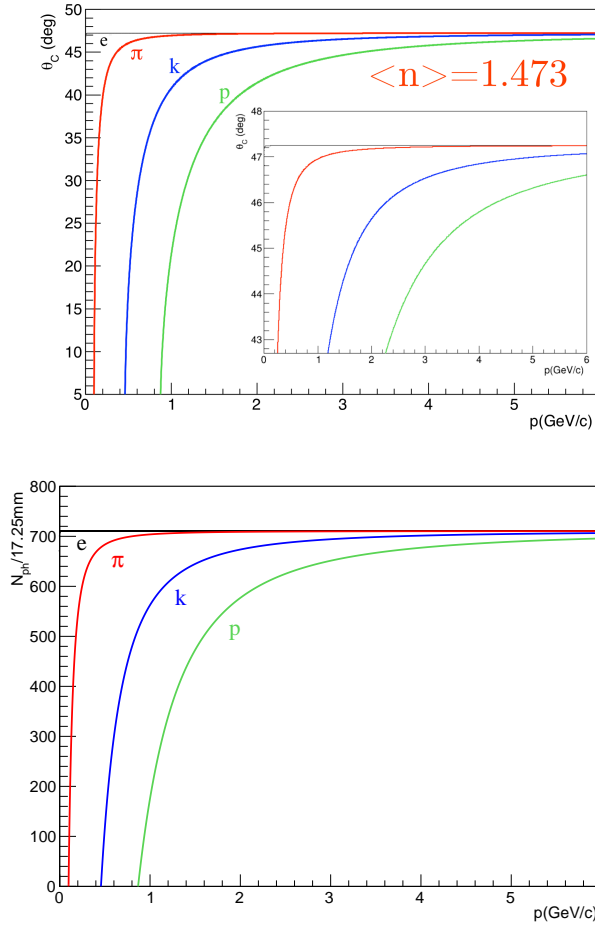 50
45
40
35
30
25
20
15
10
5
θC (deg)
e
π
k
p
<n>=1.473
48
47
46
45
44
43
θC (deg)
0 1 2 3 4 5 6
p(GeV/c)
0 1 2 3 4 5
p(GeV/c)
800
700
600
500
400
300
200
100
0
Nph/17.25mm
e
π
k
p
0 1 2 3 4 5
p(GeV/c)